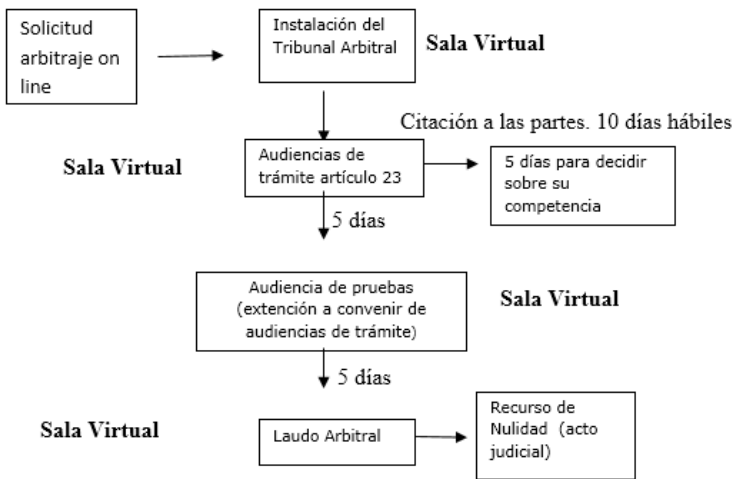 Solicitud
arbitraje on
line
Instalación del
Tribunal Arbitral
Sala Virtual
Citación a las partes. 10 días hábiles
Sala Virtual
Audiencias de
trámite artículo 23
5 días para decidir
sobre su
competencia
5 días
Audiencia de pruebas
(extención a convenir de
audiencias de trámite)
Sala Virtual
5 días
Sala Virtual
Laudo Arbitral
Recurso de
Nulidad (acto
judicial)